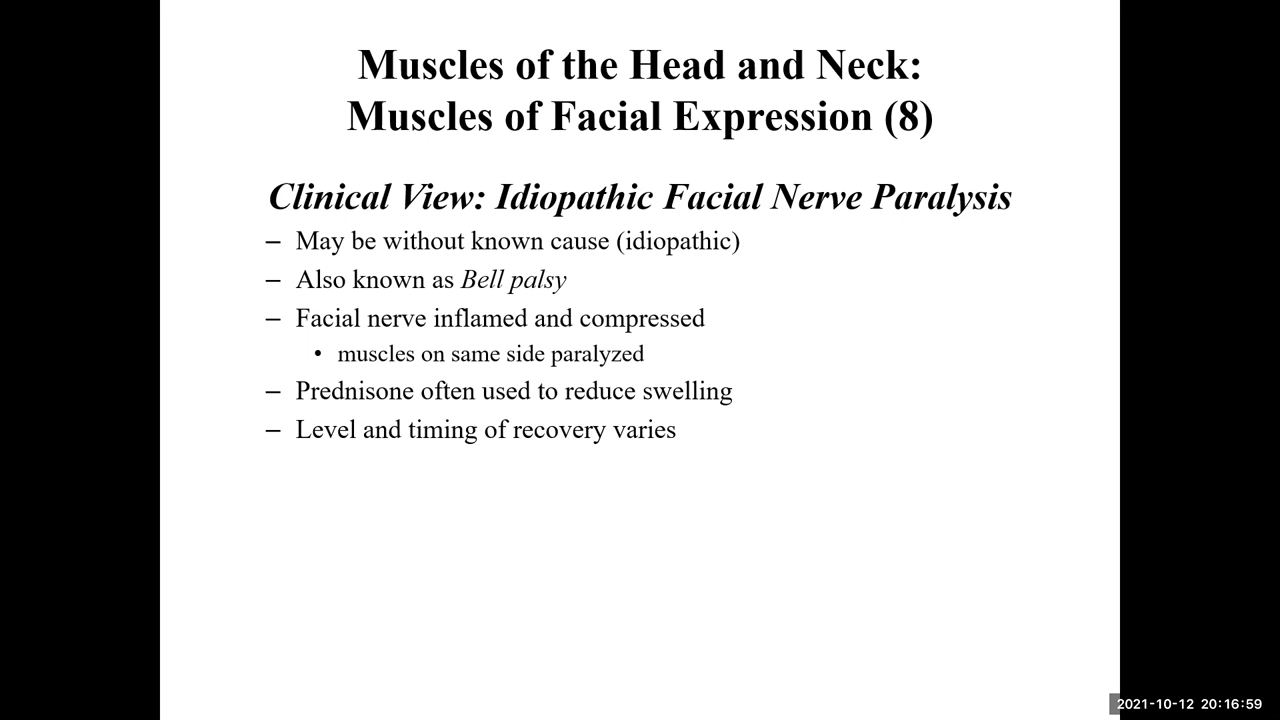 Muscles of the Head and Neck:
Muscles of Facial Expression (8)
Clinical View: Idiopathic Facial Nerve Paralysis
– May be without known cause (idiopathic)
– Also known as Bell palsy
– Facial nerve inflamed and compressed
• muscles on same side paralyzed
– Prednisone often used to reduce swelling
– Level and timing of recovery varies
2021-10-12 20:16:59